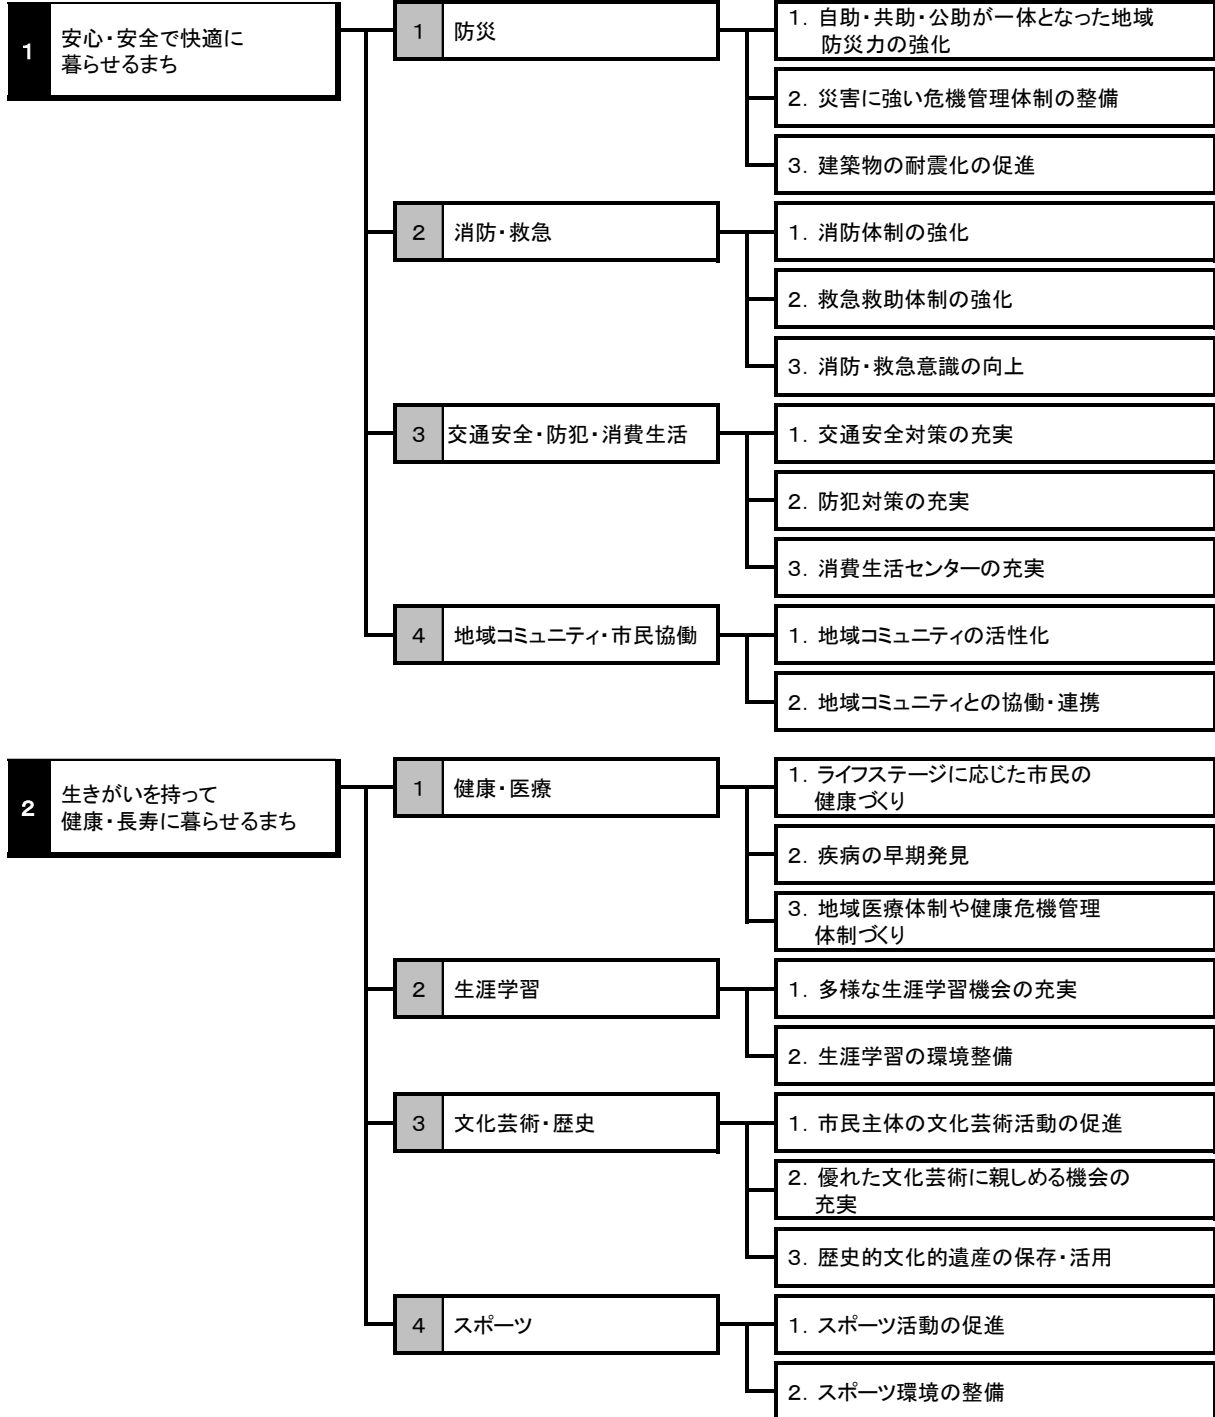 1
安心・安全で快適に
暮らせるまち
1
防災
1．自助・共助・公助が一体となった地域
防災力の強化
2．災害に強い危機管理体制の整備
3．建築物の耐震化の促進
2
消防・救急
1．消防体制の強化
2．救急救助体制の強化
3．消防・救急意識の向上
3
交通安全・防犯・消費生活
1．交通安全対策の充実
2．防犯対策の充実
3．消費生活センターの充実
4
地域コミュニティ・市民協働
1．地域コミュニティの活性化
2．地域コミュニティとの協働・連携
2
生きがいを持って
健康・長寿に暮らせるまち
1
健康・医療
1．ライフステージに応じた市民の
健康づくり
2．疾病の早期発見
3．地域医療体制や健康危機管理
体制づくり
2
生涯学習
1．多様な生涯学習機会の充実
2．生涯学習の環境整備
3
文化芸術・歴史
1．市民主体の文化芸術活動の促進
2．優れた文化芸術に親しめる機会の
充実
3．歴史的文化的遺産の保存・活用
4
スポーツ
1．スポーツ活動の促進
2．スポーツ環境の整備